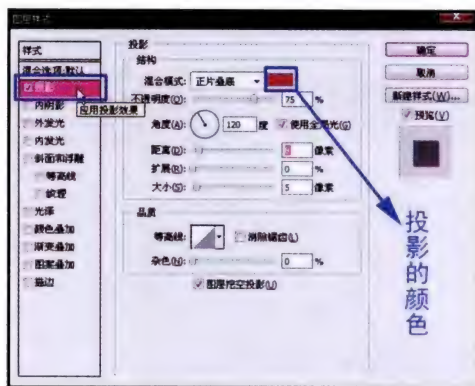 图层样式
样式
混合选项:默认
投影
应用投影效果
内阴影
外发光
内发光
斜面和浮雕
等高线
纹理
光泽
颜色叠加
渐变叠加
图案叠加
描边
投影
结构
混合模式: 正片叠底
不透明度(O): 75 %
角度(A): 120 度 使用全局光(G)
距离(D): 像素
扩展(R): 0 %
大小(S): 5 像素
品质
等高线: 消除锯齿(L)
杂色(N): 0 %
图层挖空投影(U)
确定
取消
新建样式(W)...
预览(V)
投影的颜色